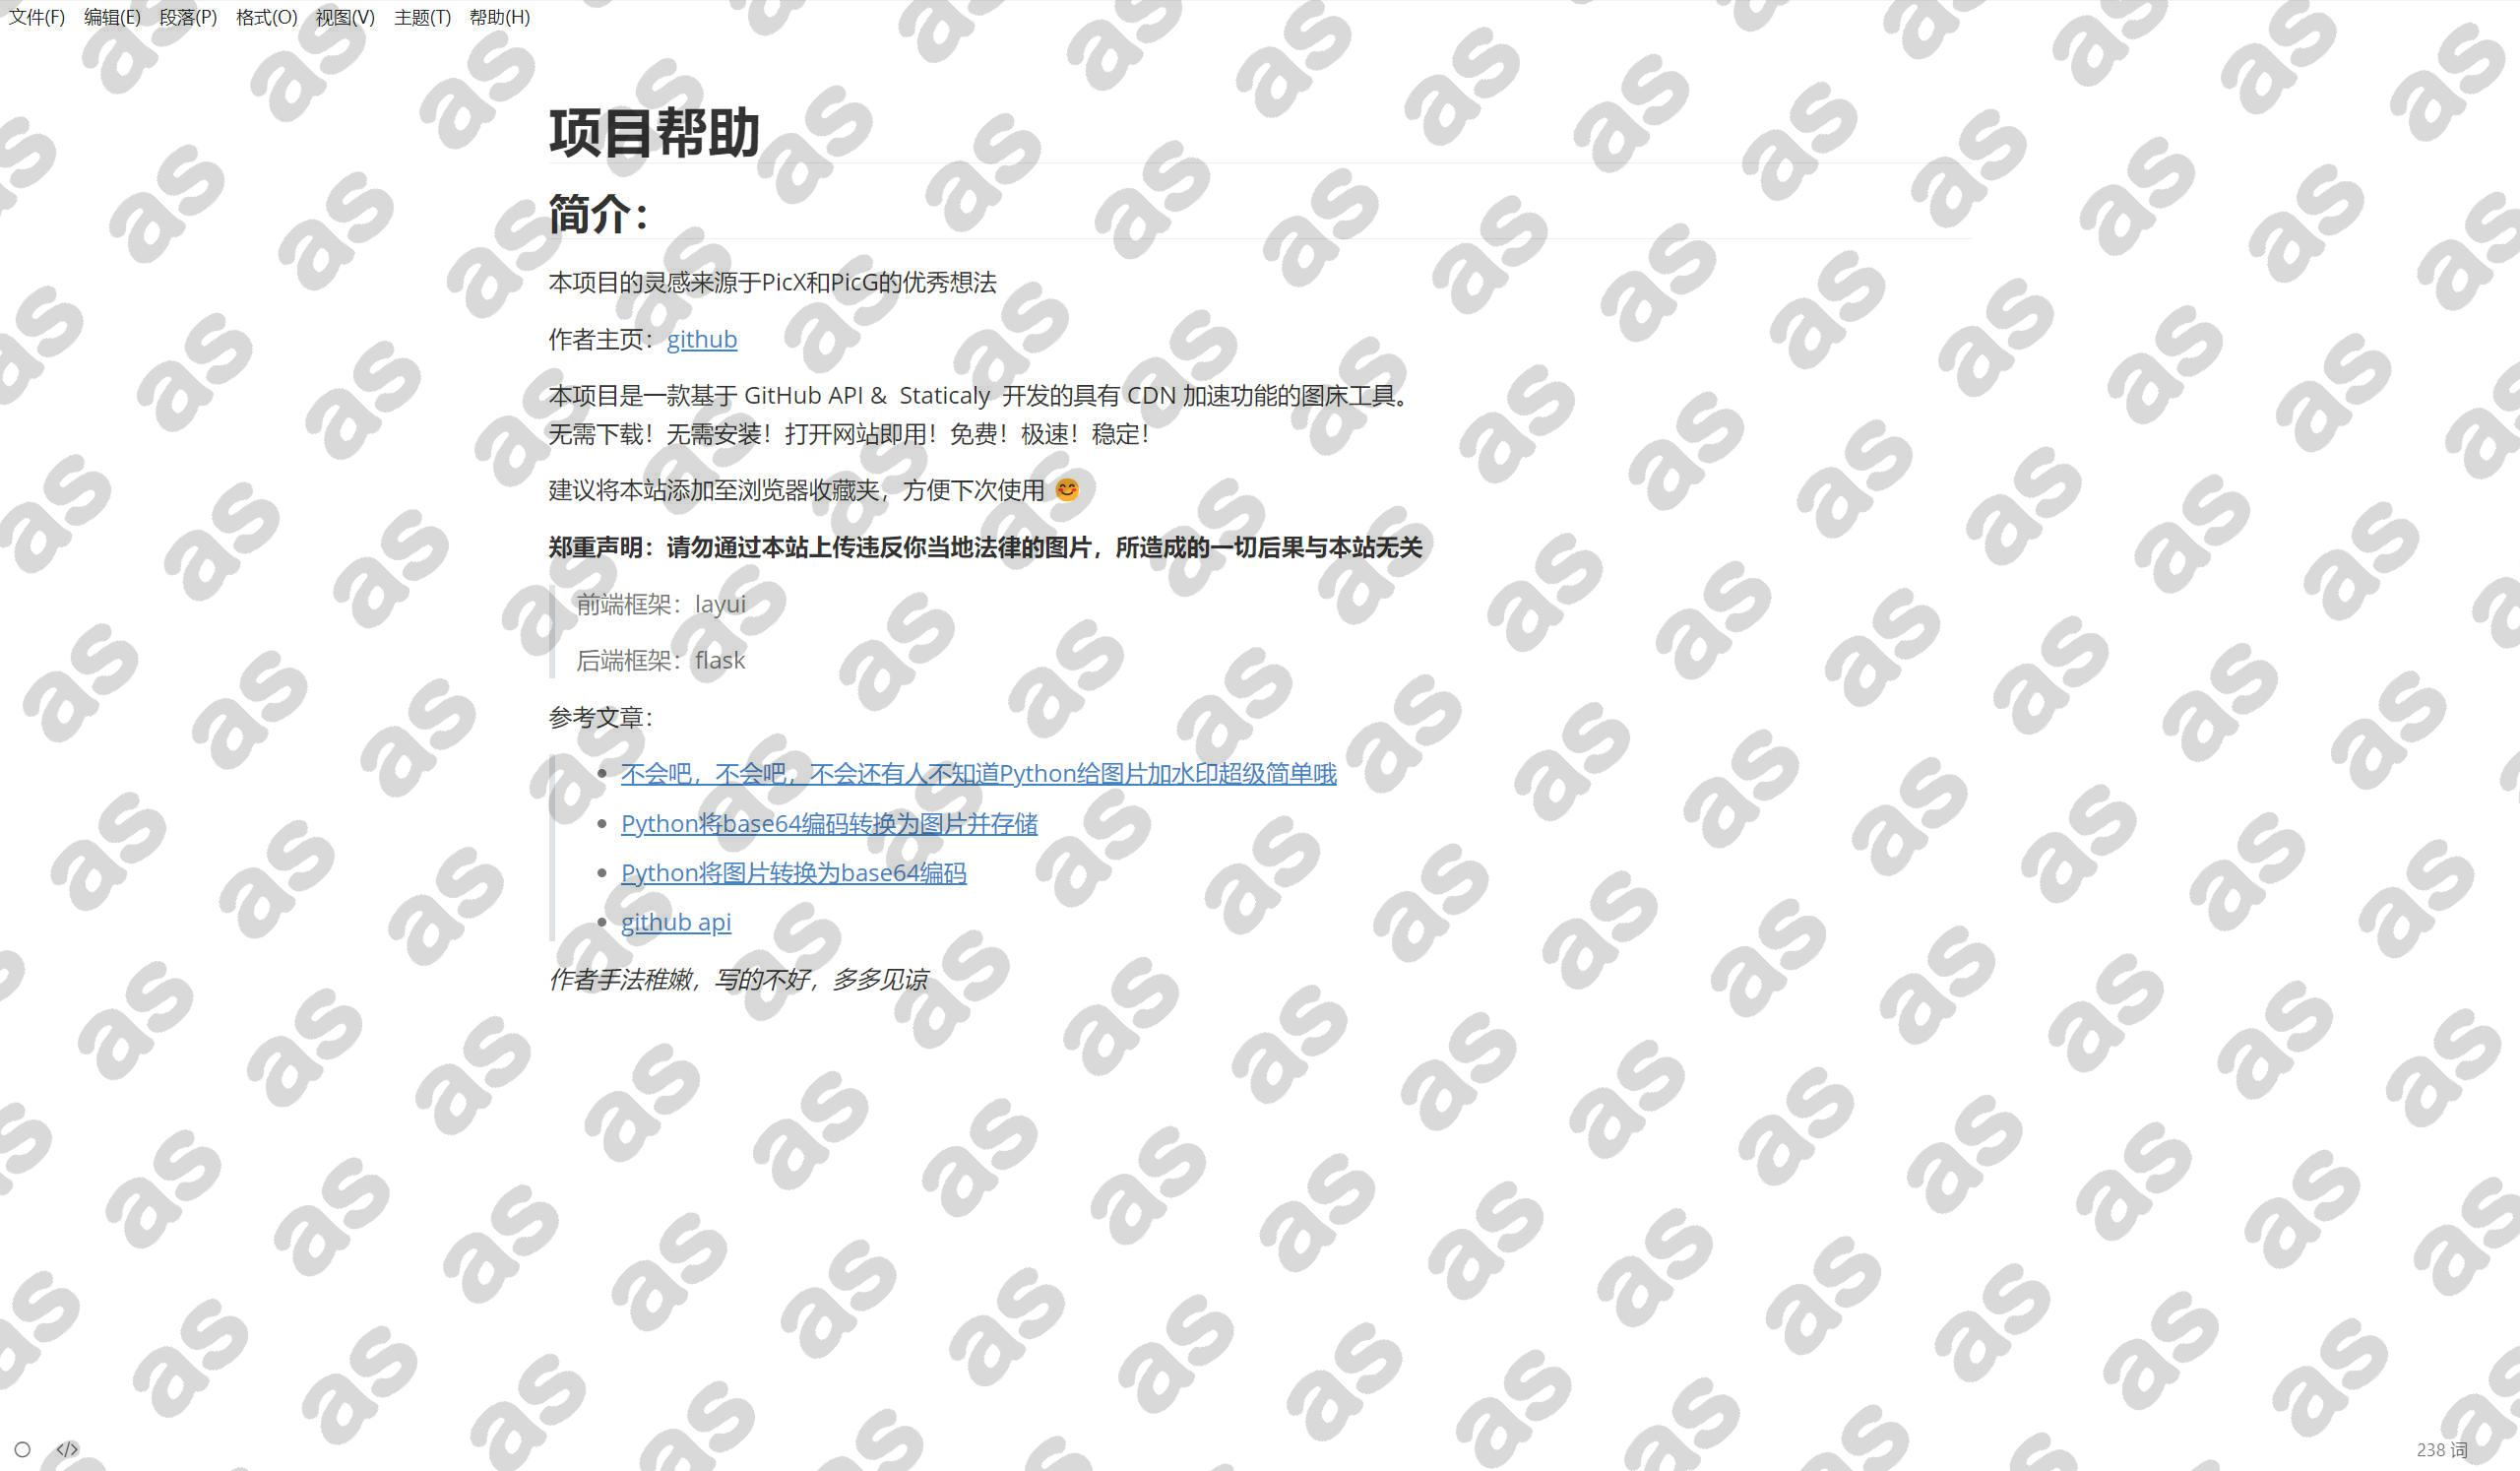 文件(F) 编辑(E) 段落(P) 格式(O) 视图(V) 主题(T) 帮助(H)
项目帮助
简介：
本项目的灵感来源于PicX和PicG的优秀想法
作者主页：github
本项目是一款基于 GitHub API & Staticaly 开发的具有 CDN 加速功能的图床工具。
无需下载！无需安装！打开网站即用！免费！极速！稳定！
建议将本站添加至浏览器收藏夹，方便下次使用 😊
郑重声明：请勿通过本站上传违反你当地法律的图片，所造成的一切后果与本站无关
前端框架：layui
后端框架：flask
参考文章：
不会吧，不会吧，不会还有人不知道Python给图片加水印超级简单哦
Python将base64编码转换为图片并存储
Python将图片转换为base64编码
github api
作者手法稚嫩，写的不好，多多见谅
</> 238 词
as